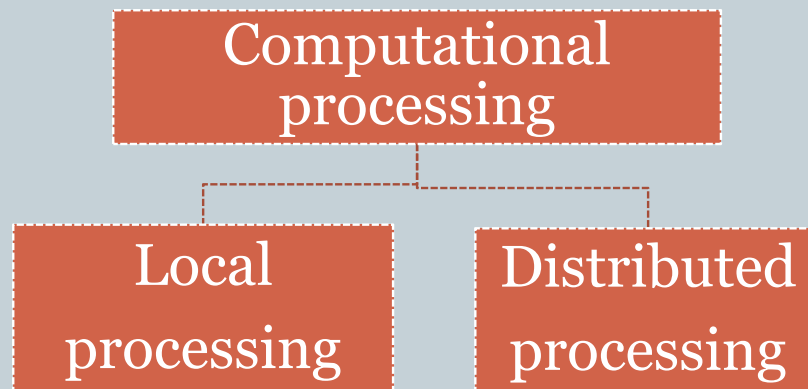 Computational
processing
Local
processing
Distributed
processing